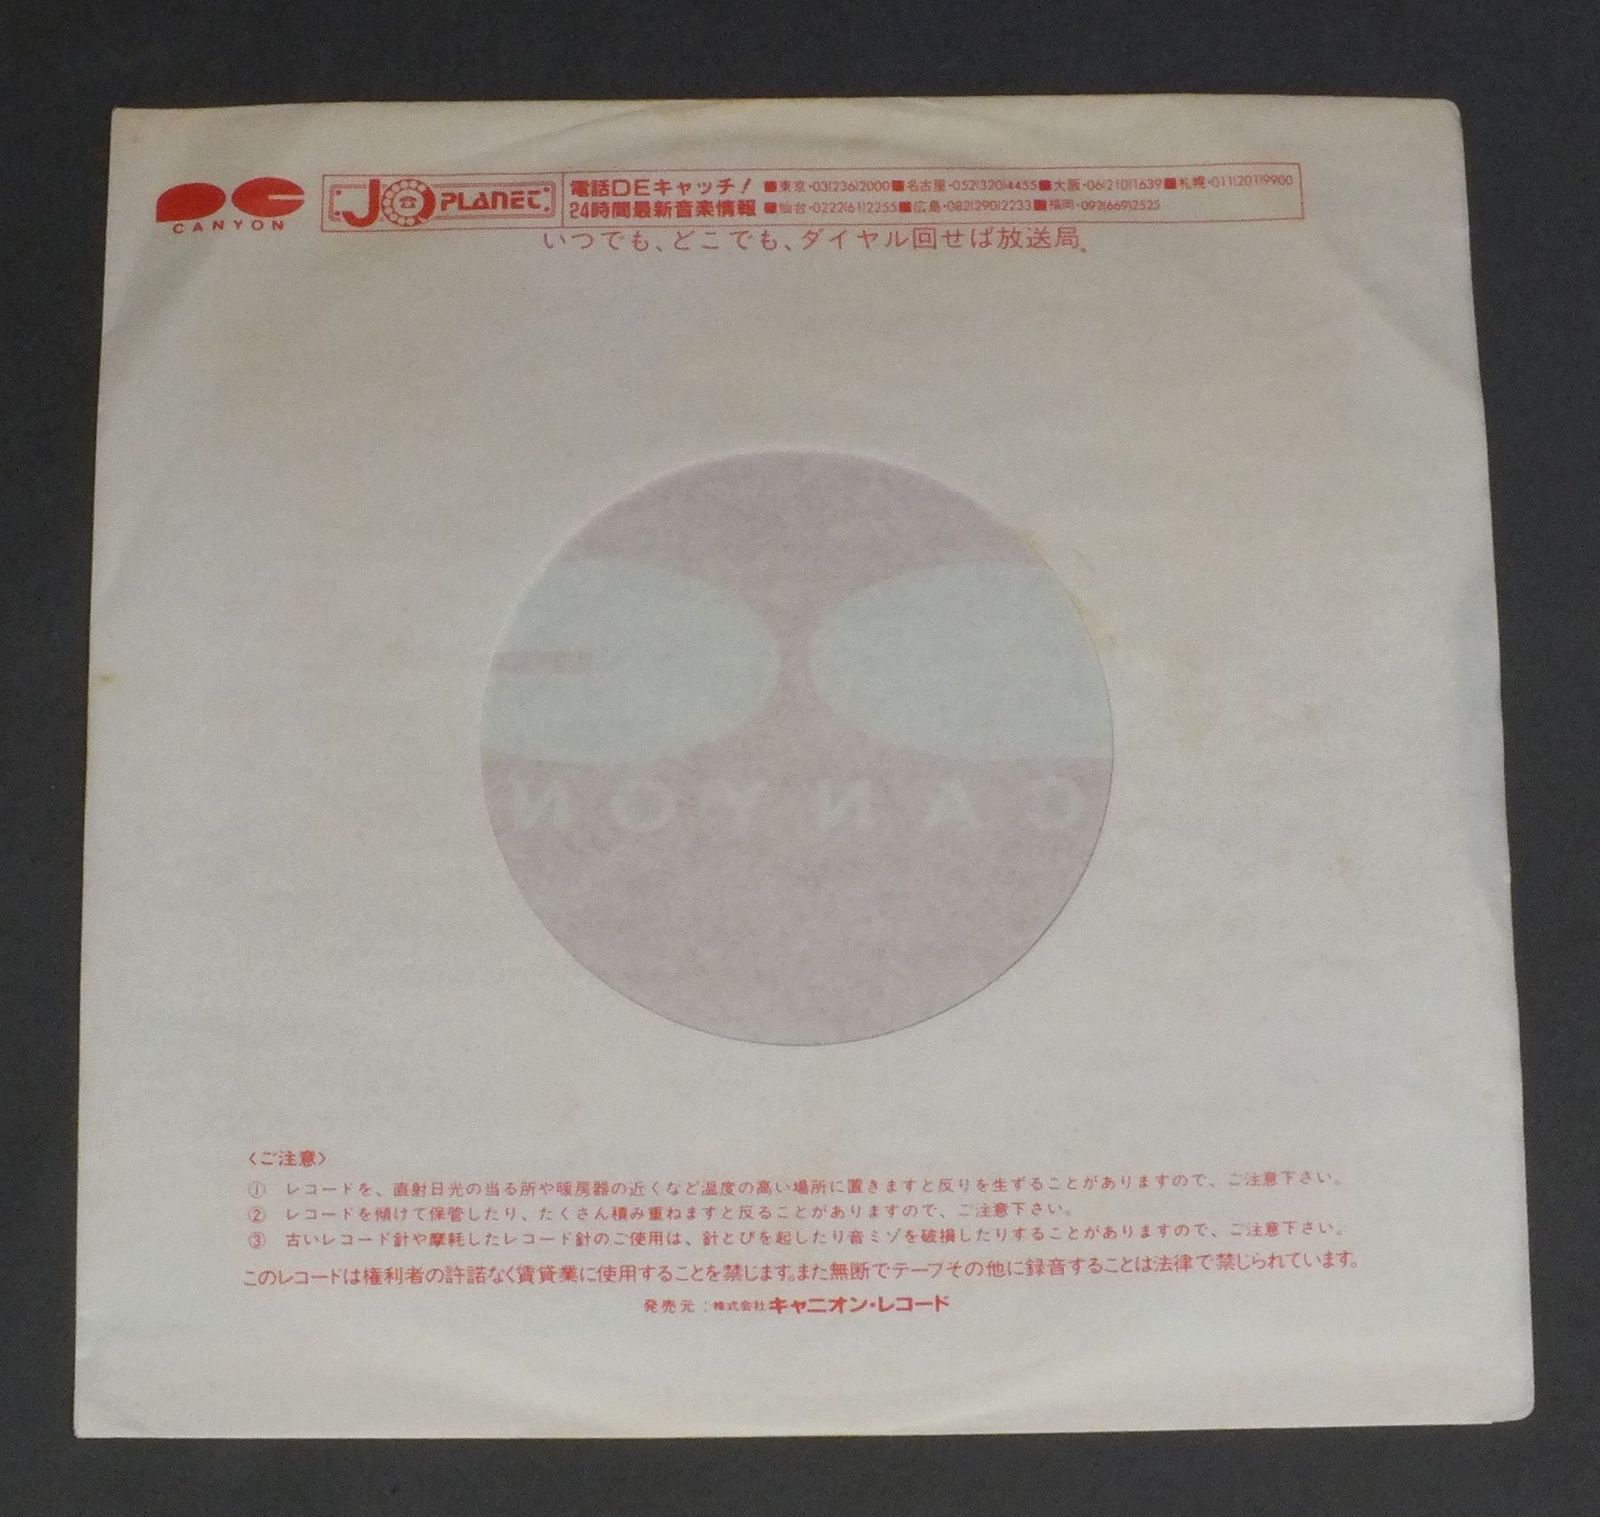 CANYON
JO PLANET
電話DEキャッチ! ■東京・03(236)2000■名古屋・052(320)4455■大阪・06(210)1639■札幌・011(201)9900
24時間最新音楽情報 ■仙台・0222(61)2255■広島・082(290)2233■福岡・092(669)2525
いつでも、どこでも、ダイヤル回せば放送局。
CANYON
〈ご注意〉
① レコードを、直射日光の当る所や暖房器の近くなど温度の高い場所に置きますと反りを生ずることがありますので、ご注意下さい。
② レコードを傾けて保管したり、たくさん積み重ねますと反ることがありますので、ご注意下さい。
③ 古いレコード針や摩耗したレコード針のご使用は、針とびを起したり音ミゾを破損したりすることがありますので、ご注意下さい。
このレコードは権利者の許諾なく賃貸業に使用することを禁じます。また無断でテープその他に録音することは法律で禁じられています。
発売元：株式会社キャニオン・レコード